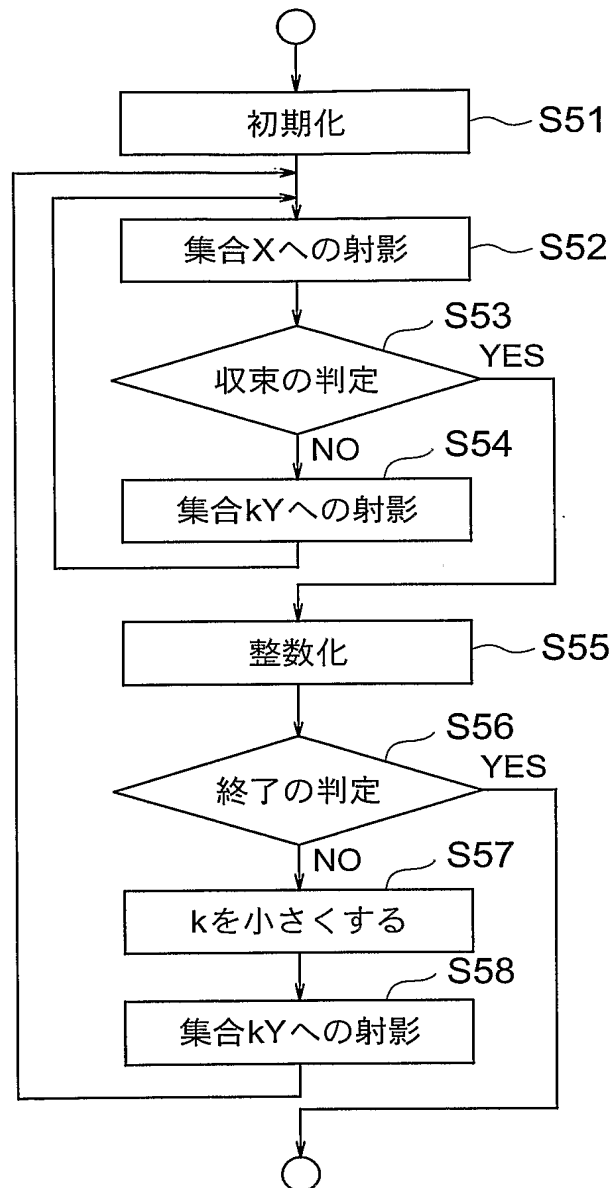 初期化
S51
集合Xへの射影
S52
S53
YES
収束の判定
NO
S54
集合kYへの射影
整数化
S55
S56
YES
終了の判定
NO
S57
kを小さくする
S58
集合kYへの射影